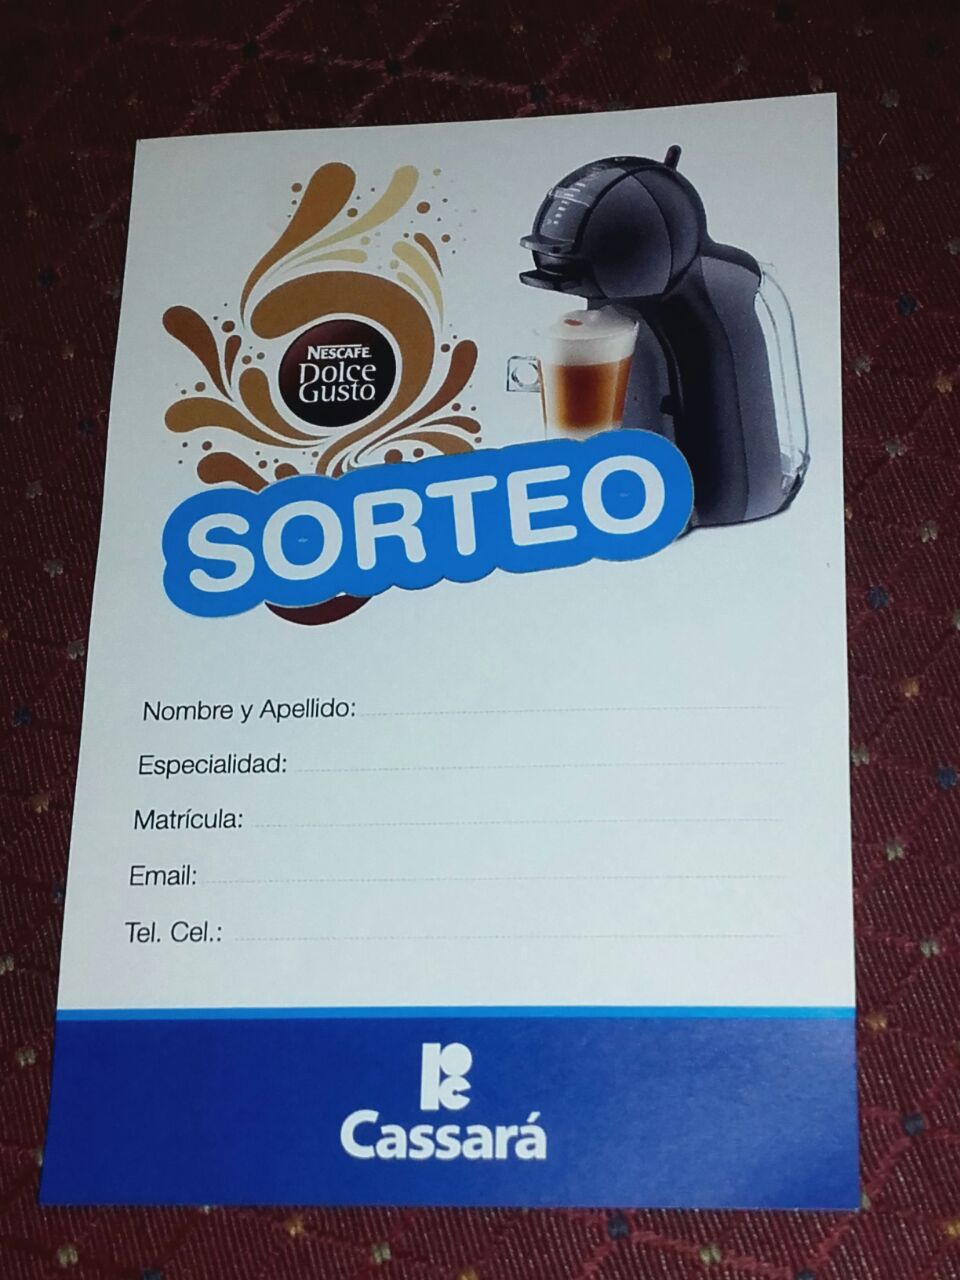 NESCAFÉ
Dolce
Gusto
SORTEO
Nombre y Apellido:
Especialidad:
Matrícula:
Email:
Tel. Cel.:
Cassará